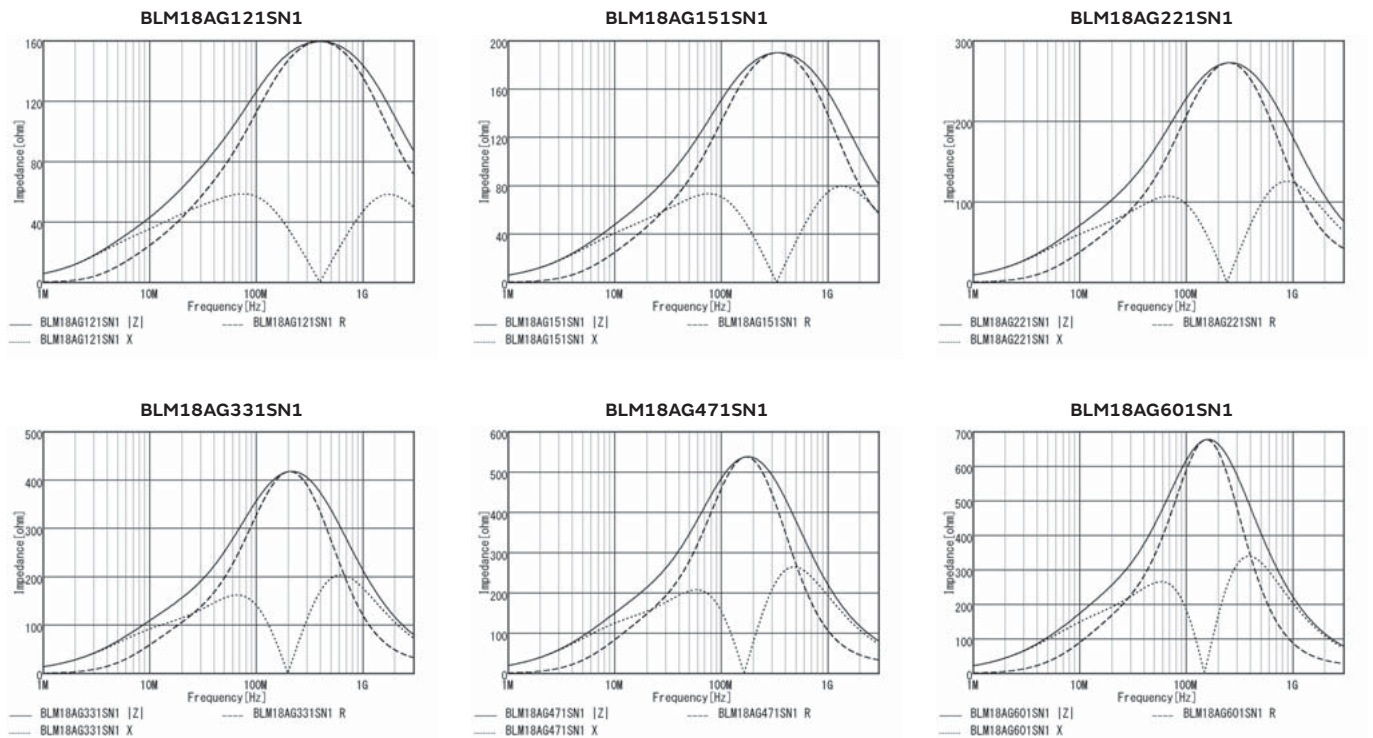 BLM18AG121SN1
160
120
80
40
0
Impedance[ohm]
1M 10M 100M 1G
Frequency[Hz]
BLM18AG121SN1 |Z| BLM18AG121SN1 R
BLM18AG121SN1 X
BLM18AG151SN1
200
160
120
80
40
0
Impedance[ohm]
1M 10M 100M 1G
Frequency[Hz]
BLM18AG151SN1 |Z| BLM18AG151SN1 R
BLM18AG151SN1 X
BLM18AG221SN1
300
200
100
0
Impedance[ohm]
1M 10M 100M 1G
Frequency[Hz]
BLM18AG221SN1 |Z| BLM18AG221SN1 R
BLM18AG221SN1 X
BLM18AG331SN1
500
400
300
200
100
0
Impedance[ohm]
1M 10M 100M 1G
Frequency[Hz]
BLM18AG331SN1 |Z| BLM18AG331SN1 R
BLM18AG331SN1 X
BLM18AG471SN1
600
500
400
300
200
100
0
Impedance[ohm]
1M 10M 100M 1G
Frequency[Hz]
BLM18AG471SN1 |Z| BLM18AG471SN1 R
BLM18AG471SN1 X
BLM18AG601SN1
700
600
500
400
300
200
100
0
Impedance[ohm]
1M 10M 100M 1G
Frequency[Hz]
BLM18AG601SN1 |Z| BLM18AG601SN1 R
BLM18AG601SN1 X